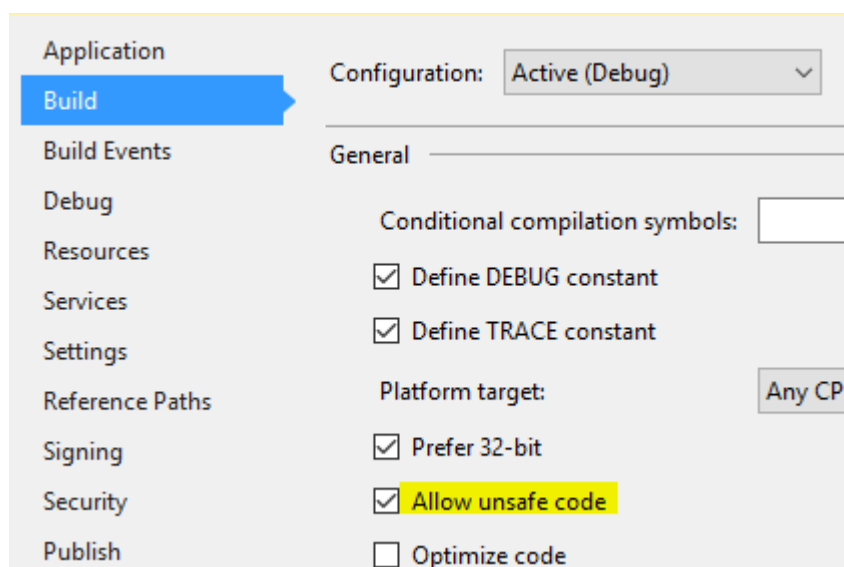 Application
Build
Build Events
Debug
Resources
Services
Settings
Reference Paths
Signing
Security
Publish
Configuration: Active (Debug)
General
Conditional compilation symbols:
Define DEBUG constant
Define TRACE constant
Platform target: Any CP
Prefer 32-bit
Allow unsafe code
Optimize code